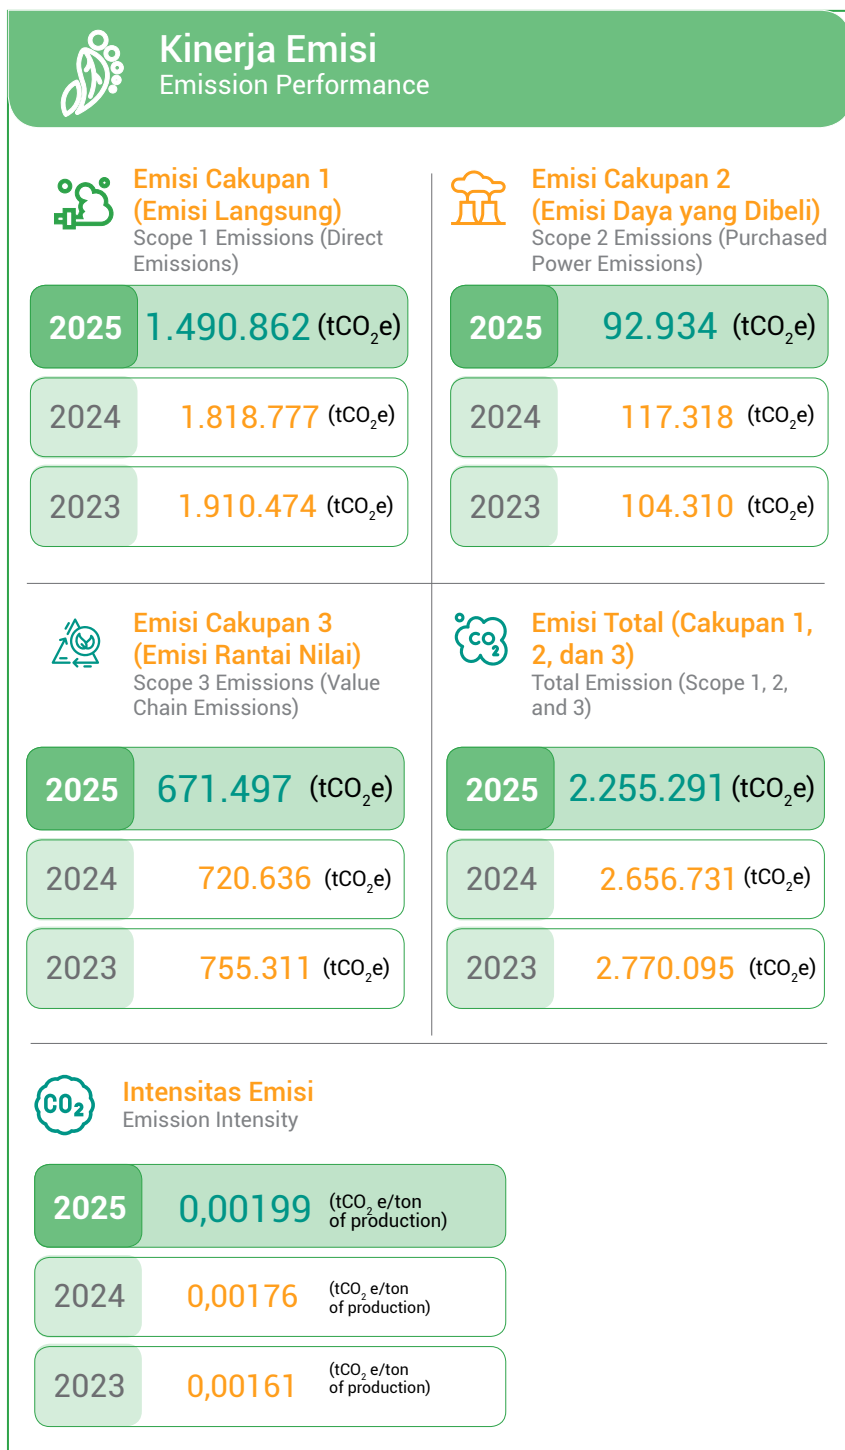 Kinerja Emisi
Emission Performance
Emisi Cakupan 1
(Emisi Langsung)
Scope 1 Emissions (Direct
Emissions)
2025 1.490.862 (tCO₂e)
2024 1.818.777 (tCO₂e)
2023 1.910.474 (tCO₂e)
Emisi Cakupan 2
(Emisi Daya yang Dibeli)
Scope 2 Emissions (Purchased
Power Emissions)
2025 92.934 (tCO₂e)
2024 117.318 (tCO₂e)
2023 104.310 (tCO₂e)
Emisi Cakupan 3
(Emisi Rantai Nilai)
Scope 3 Emissions (Value
Chain Emissions)
2025 671.497 (tCO₂e)
2024 720.636 (tCO₂e)
2023 755.311 (tCO₂e)
CO₂
Emisi Total (Cakupan 1,
2, dan 3)
Total Emission (Scope 1, 2,
and 3)
2025 2.255.291 (tCO₂e)
2024 2.656.731 (tCO₂e)
2023 2.770.095 (tCO₂e)
CO₂
Intensitas Emisi
Emission Intensity
2025 0,00199 (tCO₂ e/ton
of production)
2024 0,00176 (tCO₂ e/ton
of production)
2023 0,00161 (tCO₂ e/ton
of production)